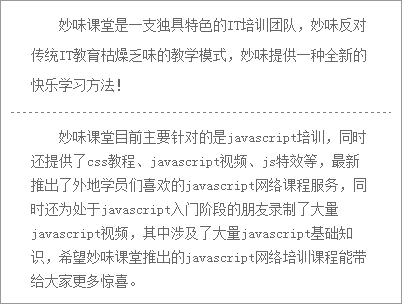 妙味课堂是一支独具特色的IT培训团队，妙味反对
传统IT教育枯燥乏味的教学模式，妙味提供一种全新的
快乐学习方法！
妙味课堂目前主要针对的是javascript培训，同时
还提供了css教程、javascript视频、js特效等，最新
推出了外地学员们喜欢的javascript网络课程服务，同
时还为处于javascript入门阶段的朋友录制了大量
javascript视频，其中涉及了大量javascript基础知
识，希望妙味课堂推出的javascript网络培训课程能带
给大家更多惊喜。